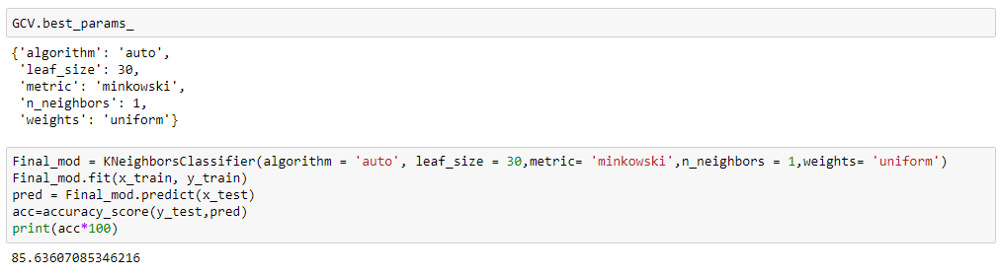 GCV.best_params_
{'algorithm': 'auto',
 'leaf_size': 30,
 'metric': 'minkowski',
 'n_neighbors': 1,
 'weights': 'uniform'}
Final_mod = KNeighborsClassifier(algorithm = 'auto', leaf_size = 30,metric= 'minkowski',n_neighbors = 1,weights= 'uniform')
Final_mod.fit(x_train, y_train)
pred = Final_mod.predict(x_test)
acc=accuracy_score(y_test,pred)
print(acc*100)
85.63607085346216